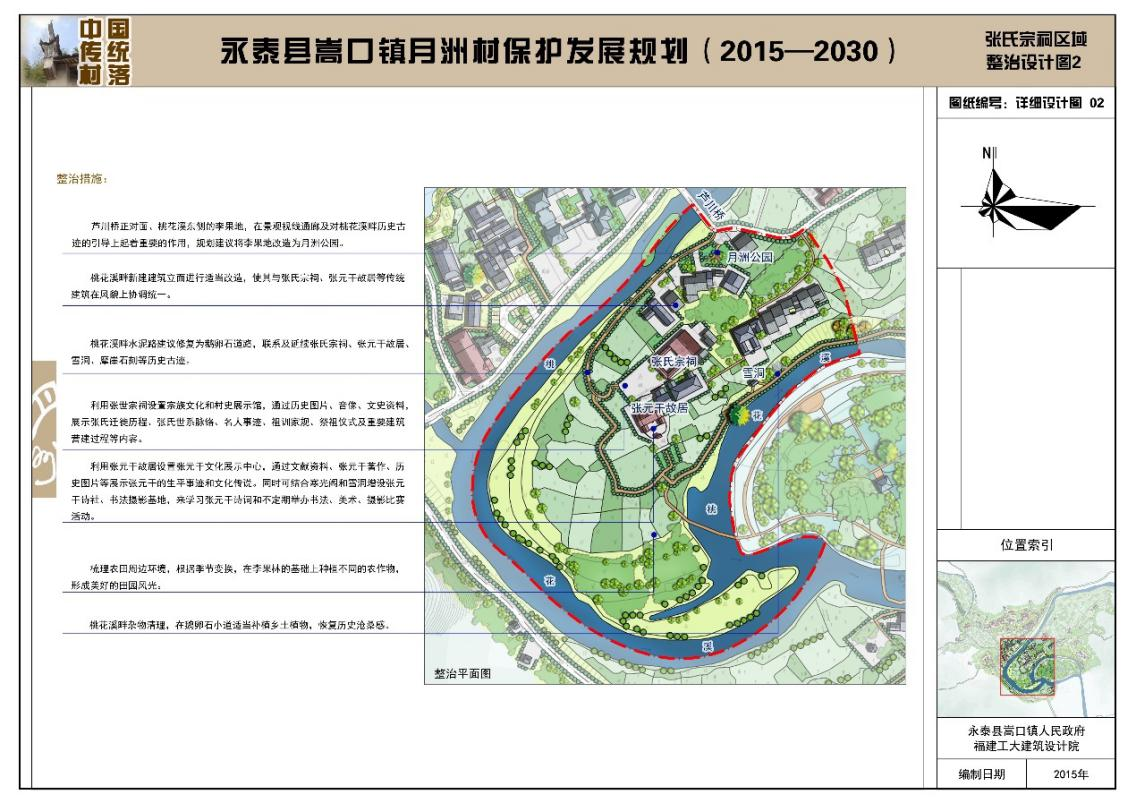 中国
传统
村落
永泰县嵩口镇月洲村保护发展规划（2015—2030）
张氏宗祠区域
整治设计图2
图纸编号：详细设计图 02
N
整治措施：
芦川桥正对面、桃花溪东侧的李果地，在景观视线通廊及对桃花溪畔历史古
迹的引导上起着重要的作用，规划建议将李果地改造为月洲公园。
桃花溪畔新建建筑立面进行适当改造，使其与张氏宗祠、张元干故居等传统
建筑在风貌上协调统一。
桃花溪畔水泥路建议修复为鹅卵石道路，联系及延续张氏宗祠、张元干故居、
雪洞、摩崖石刻等历史古迹。
利用张世宗祠设置宗族文化和村史展示馆，通过历史图片、音像、文史资料，
展示张氏迁徙历程、张氏世系脉络、名人事迹、祖训家规、祭祖仪式及重要建筑
营建过程等内容。
利用张元干故居设置张元干文化展示中心，通过文献资料、张元干著作、历
史图片等展示张元干的生平事迹和文化传说。同时可结合寒光阁和雪洞增设张元
干诗社、书法摄影基地，来学习张元干诗词和不定期举办书法、美术、摄影比赛
活动。
梳理农田周边环境，根据季节变换，在李果林的基础上种植不同的农作物，
形成美好的田园风光。
桃花溪畔杂物清理，在鹅卵石小道适当补植乡土植物，恢复历史沧桑感。
芦川桥
月洲公园
张氏宗祠
雪洞
张元干故居
桃
花
溪
桃
花
溪
整治平面图
位置索引
永泰县嵩口镇人民政府
福建工大建筑设计院
编制日期
2015年